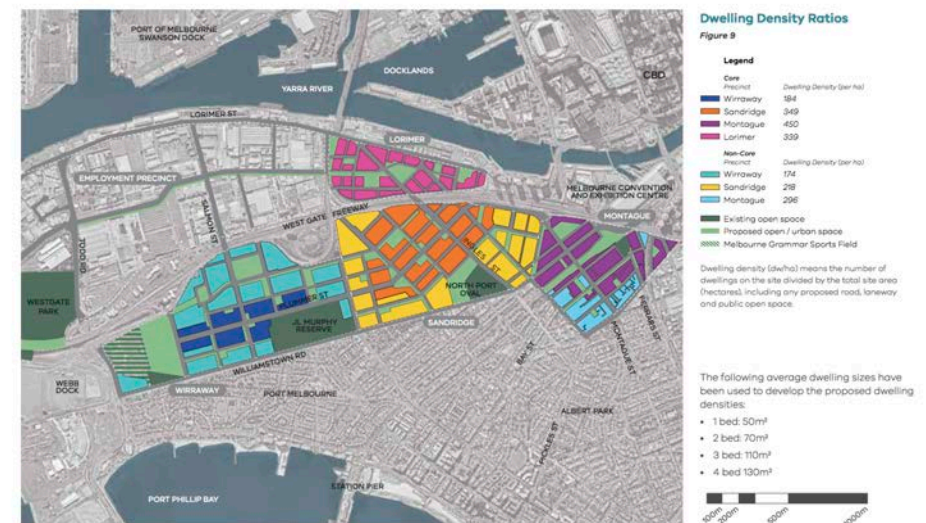 PORT OF MELBOURNE
SWANSON DOCK
DOCKLANDS
CBD
YARRA RIVER
LORIMER ST
LORIMER
EMPLOYMENT PRECINCT
MELBOURNE CONVENTION
AND EXHIBITION CENTRE
MONTAGUE
SALMON ST
WEST GATE FREEWAY
TODD RD
INGLES ST
NORTH PORT
OVAL
PLUMMER ST
WESTGATE
PARK
JL MURPHY
RESERVE
SANDRIDGE
FERRARS ST
MONTAGUE ST
BAY ST
WILLIAMSTOWN RD
WEBB
DOCK
WIRRAWAY
PORT MELBOURNE
ALBERT PARK
PICKLES ST
STATION PIER
PORT PHILLIP BAY
Dwelling Density Ratios
Figure 9
Legend
Core
Precinct Dwelling Density (per ha)
Wirraway 184
Sandridge 349
Montague 450
Lorimer 339
Non-Core
Precinct Dwelling Density (per ha)
Wirraway 174
Sandridge 218
Montague 296
Existing open space
Proposed open / urban space
Melbourne Grammar Sports Field
Dwelling density (dw/ha) means the number of
dwellings on the site divided by the total site area
(hectares), including any proposed road, laneway
and public open space.
The following average dwelling sizes have
been used to develop the proposed dwelling
densities:
• 1 bed: 50m²
• 2 bed: 70m²
• 3 bed: 110m²
• 4 bed 130m²
100m
200m
500m
1000m